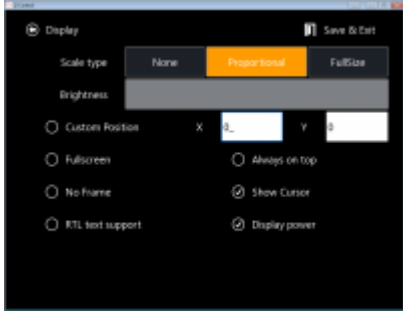 Display
Save & Exit
Scale type None Proportional FullSize
Brightness
Custom Position X 0_ Y 0
Fullscreen Always on top
No Frame Show Cursor
RTL text support Display power